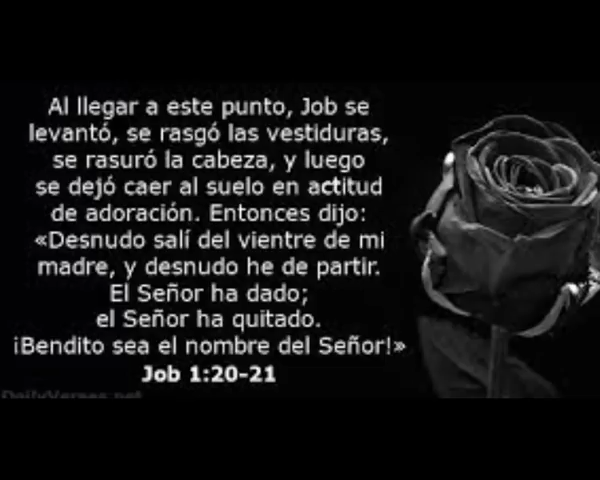 Al llegar a este punto, Job se
levantó, se rasgó las vestiduras,
se rasuró la cabeza, y luego
se dejó caer al suelo en actitud
de adoración. Entonces dijo:
«Desnudo salí del vientre de mi
madre, y desnudo he de partir.
El Señor ha dado;
el Señor ha quitado.
¡Bendito sea el nombre del Señor!»
Job 1:20-21
DailyVerses.net